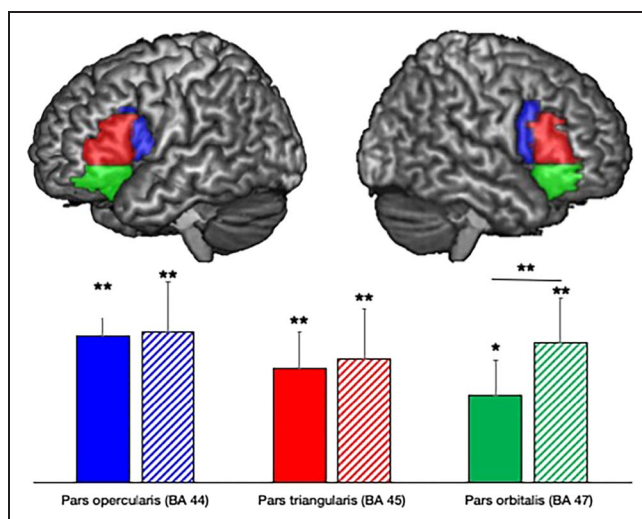 **
** ** **
** **
*
Pars opercularis (BA 44) Pars triangularis (BA 45) Pars orbitalis (BA 47)